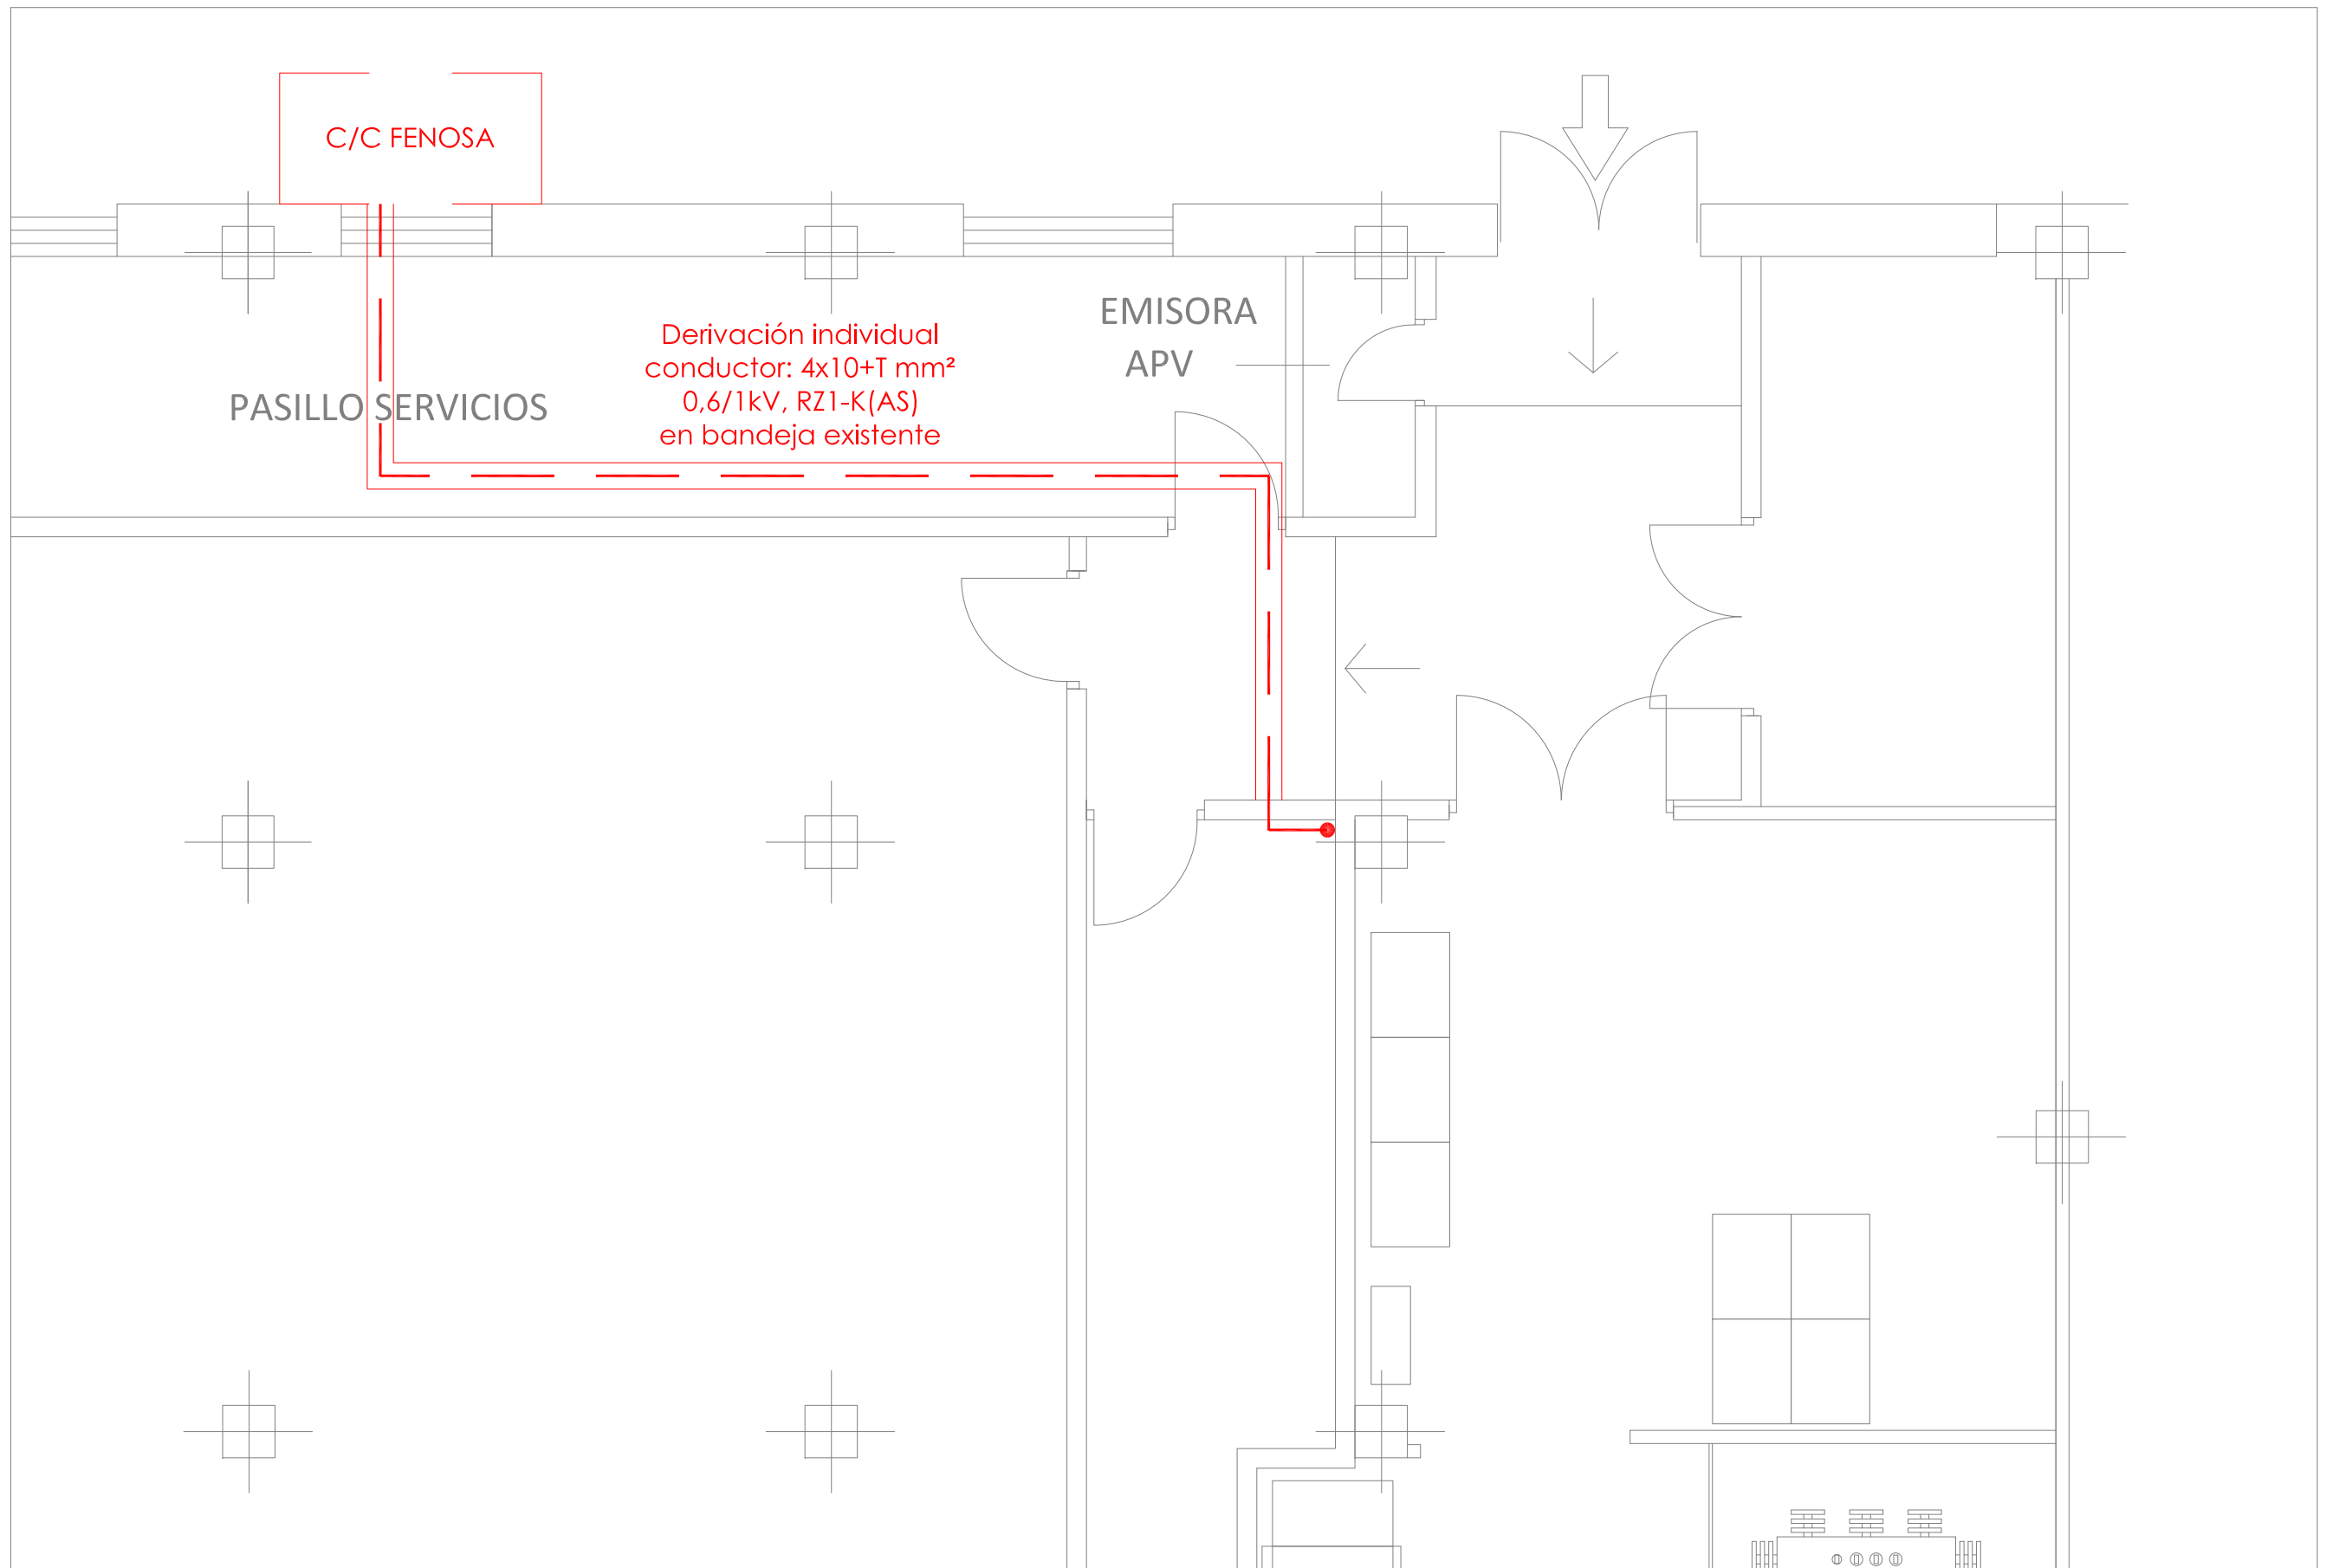 C/C FENOSA
EMISORA
APV
Derivación individual
conductor: 4x10+T mm²
0,6/1kV, RZ1-K(AS)
en bandeja existente
PASILLO SERVICIOS